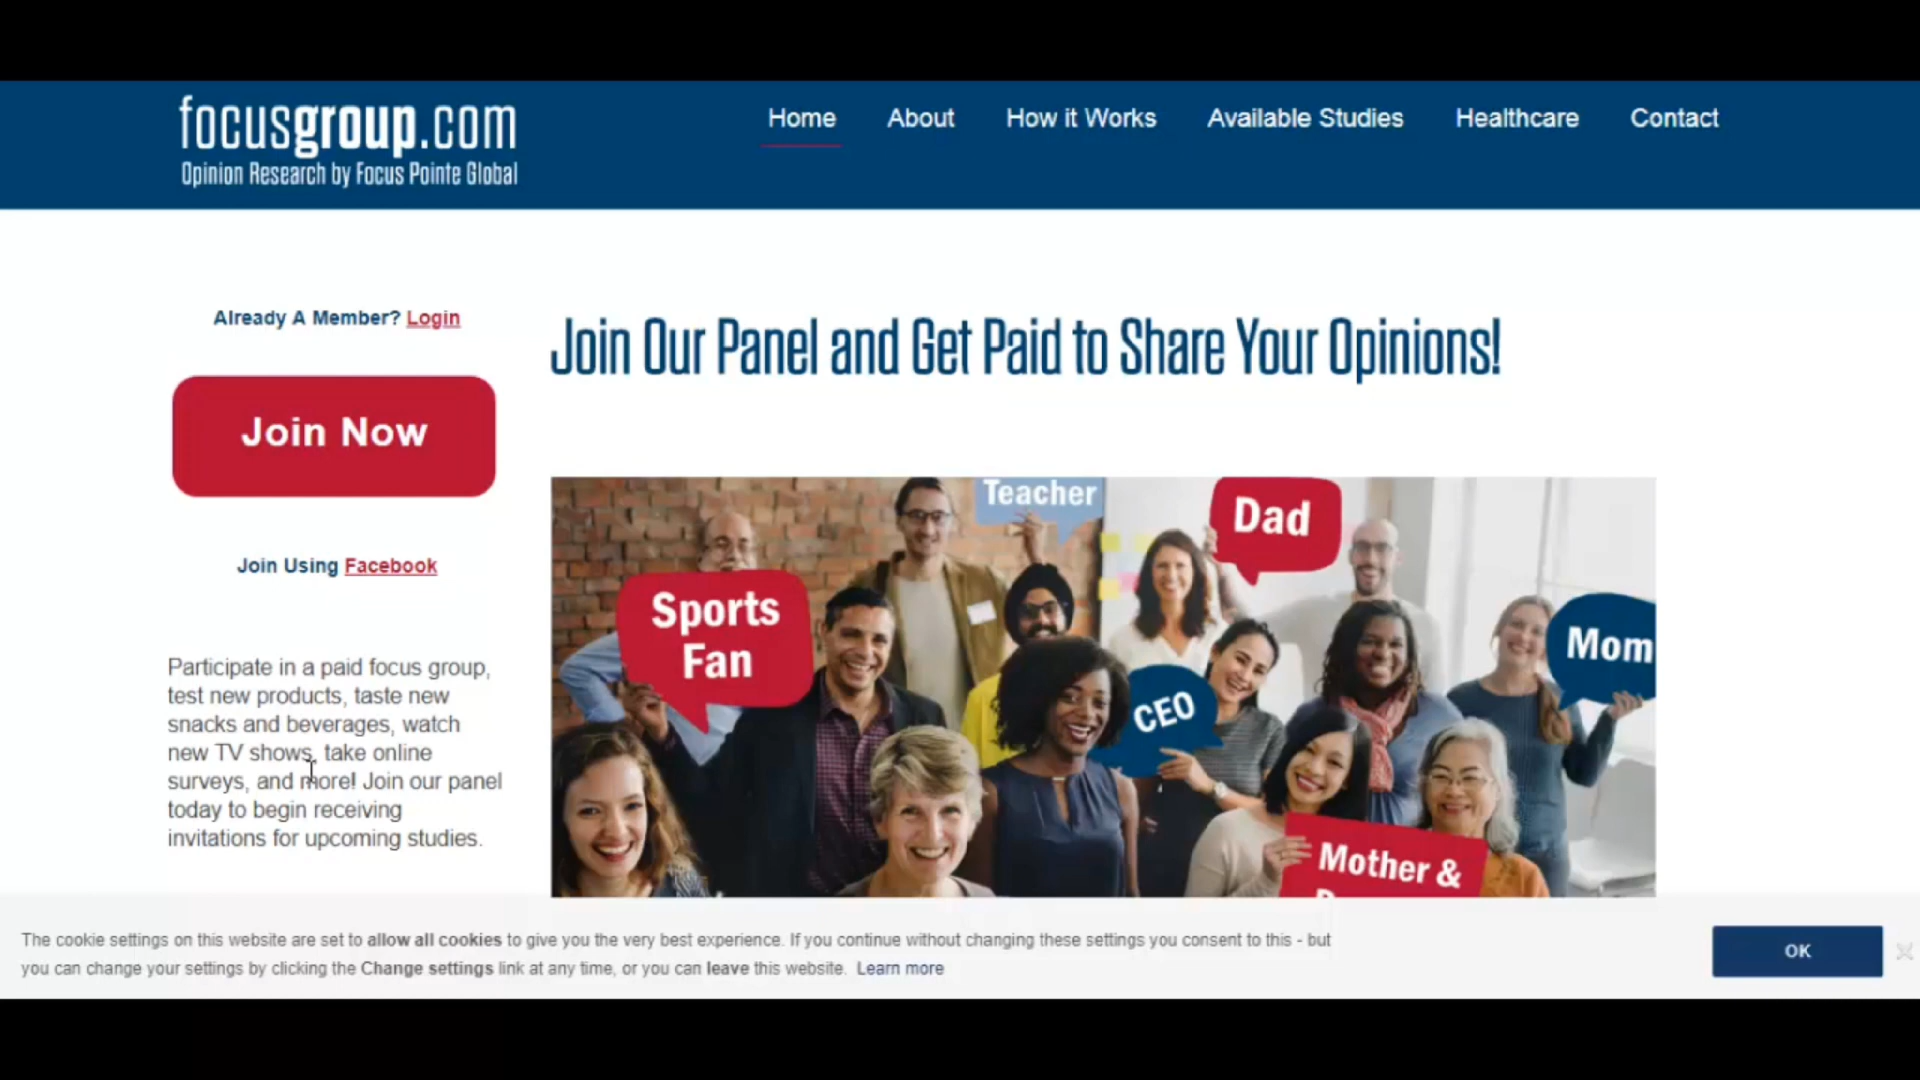 focusgroup.com
Opinion Research by Focus Pointe Global
Home About How it Works Available Studies Healthcare Contact
Already A Member? Login
Join Now
Join Using Facebook
Participate in a paid focus group,
test new products, taste new
snacks and beverages, watch
new TV shows, take online
surveys, and more! Join our panel
today to begin receiving
invitations for upcoming studies.
Join Our Panel and Get Paid to Share Your Opinions!
Teacher
Dad
Sports
Fan
Mom
CEO
Mother &
The cookie settings on this website are set to allow all cookies to give you the very best experience. If you continue without changing these settings you consent to this - but
you can change your settings by clicking the Change settings link at any time, or you can leave this website. Learn more
OK